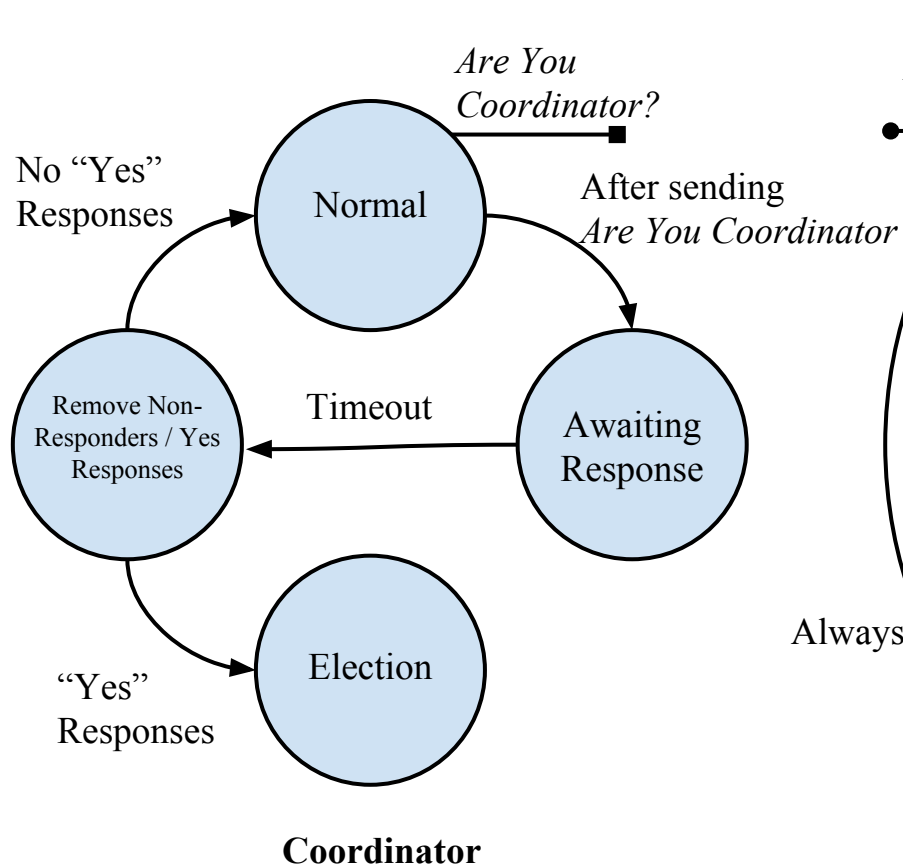 Are You
Coordinator?
No “Yes”
Responses
Normal
After sending
Are You Coordinator
Remove Non-
Responders / Yes
Responses
Timeout
Awaiting
Response
Always
Election
“Yes”
Responses
Coordinator